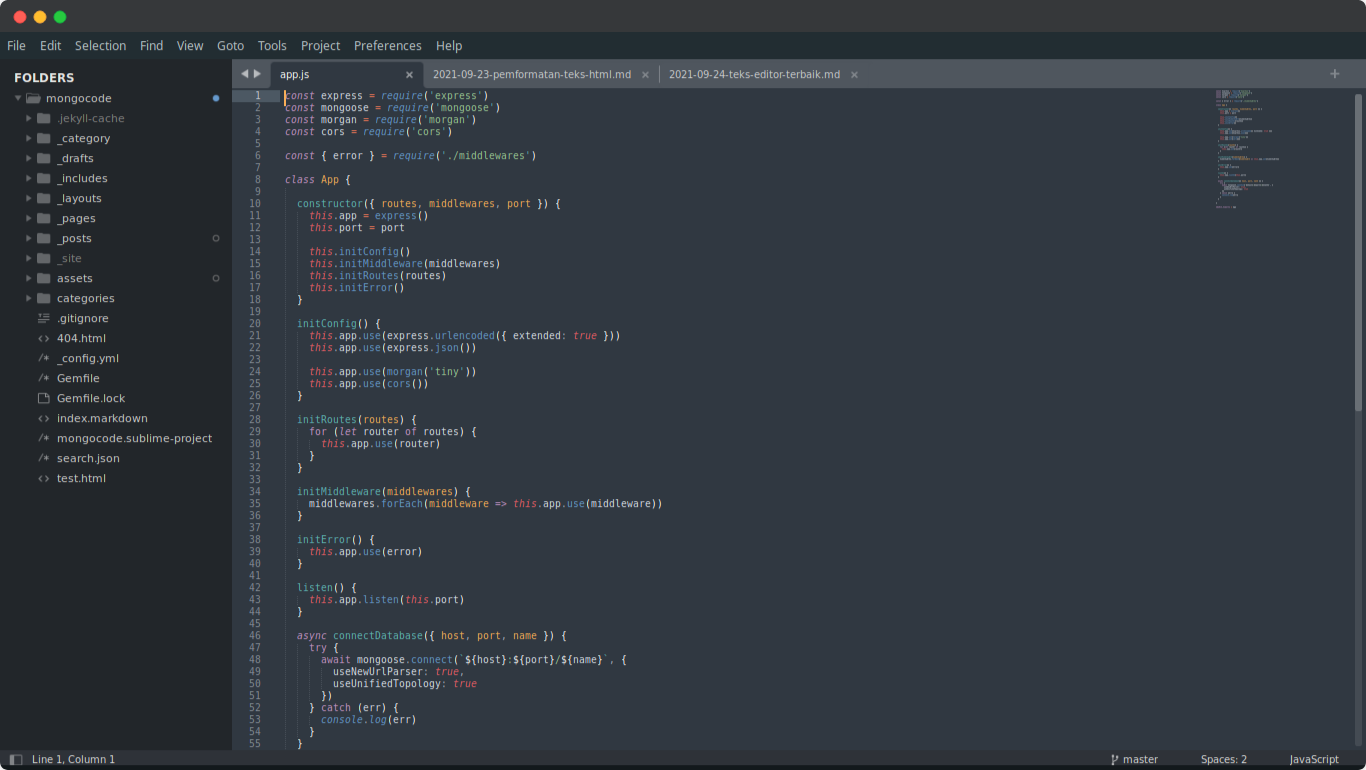 File Edit Selection Find View Goto Tools Project Preferences Help
FOLDERS
mongocode
.jekyll-cache
_category
_drafts
_includes
_layouts
_pages
_posts
_site
assets
categories
.gitignore
404.html
_config.yml
Gemfile
Gemfile.lock
index.markdown
mongocode.sublime-project
search.json
test.html
app.js 2021-09-23-pemformatan-teks-html.md 2021-09-24-teks-editor-terbaik.md
1 const express = require('express')
2 const mongoose = require('mongoose')
3 const morgan = require('morgan')
4 const cors = require('cors')
5
6 const { error } = require('./middlewares')
7
8 class App {
9
10   constructor({ routes, middlewares, port }) {
11     this.app = express()
12     this.port = port
13
14     this.initConfig()
15     this.initMiddleware(middlewares)
16     this.initRoutes(routes)
17     this.initError()
18   }
19
20   initConfig() {
21     this.app.use(express.urlencoded({ extended: true }))
22     this.app.use(express.json())
23
24     this.app.use(morgan('tiny'))
25     this.app.use(cors())
26   }
27
28   initRoutes(routes) {
29     for (let router of routes) {
30       this.app.use(router)
31     }
32   }
33
34   initMiddleware(middlewares) {
35     middlewares.forEach(middleware => this.app.use(middleware))
36   }
37
38   initError() {
39     this.app.use(error)
40   }
41
42   listen() {
43     this.app.listen(this.port)
44   }
45
46   async connectDatabase({ host, port, name }) {
47     try {
48       await mongoose.connect(`${host}:${port}/${name}`, {
49         useNewUrlParser: true,
50         useUnifiedTopology: true
51       })
52     } catch (err) {
53       console.log(err)
54     }
55   }
Line 1, Column 1 master Spaces: 2 JavaScript